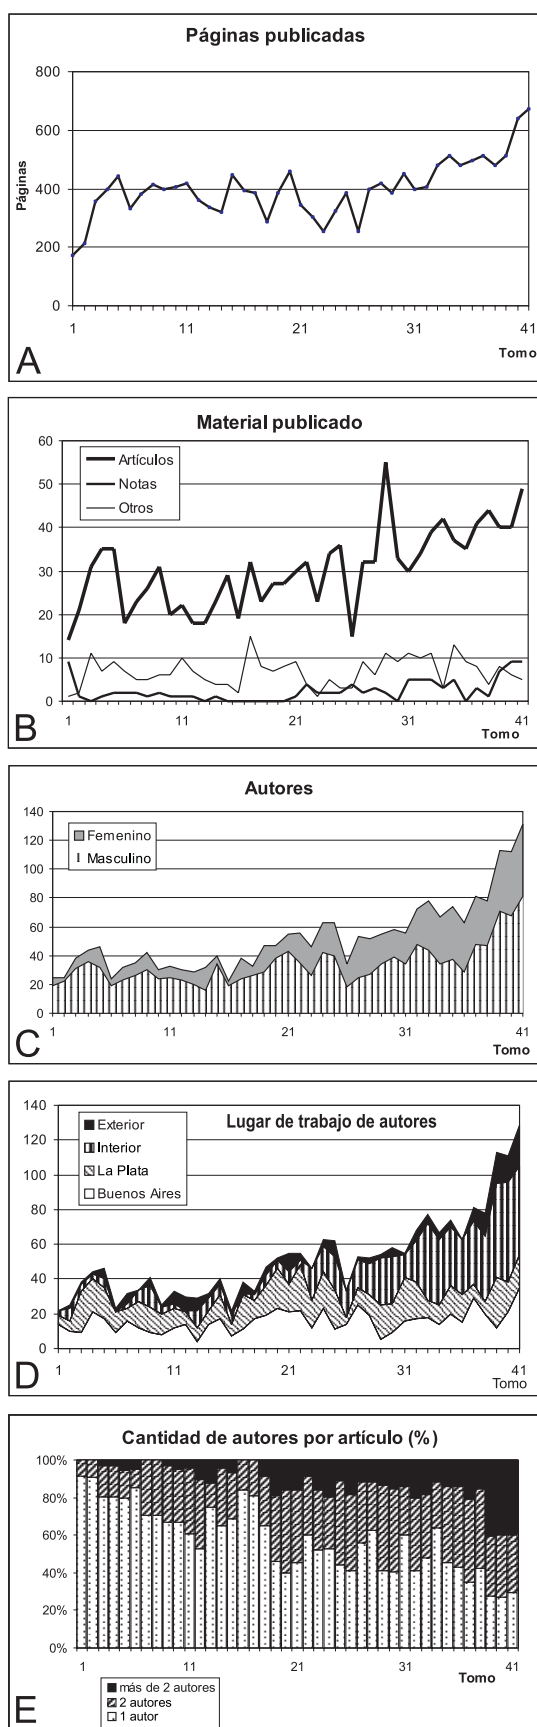 Páginas publicadas
800
600
400
200
0
Páginas
1 11 21 31 41
Tomo
A
Material publicado
60
50
40
30
20
10
0
Artículos
Notas
Otros
1 11 21 31 41
Tomo
B
Autores
140
120
100
80
60
40
20
0
Femenino
Masculino
1 11 21 31 41
Tomo
C
Lugar de trabajo de autores
140
120
100
80
60
40
20
0
Exterior
Interior
La Plata
Buenos Aires
1 11 21 31 41
Tomo
D
Cantidad de autores por artículo (%)
100%
80%
60%
40%
20%
0%
1 11 21 31 41
Tomo
más de 2 autores
2 autores
1 autor
E